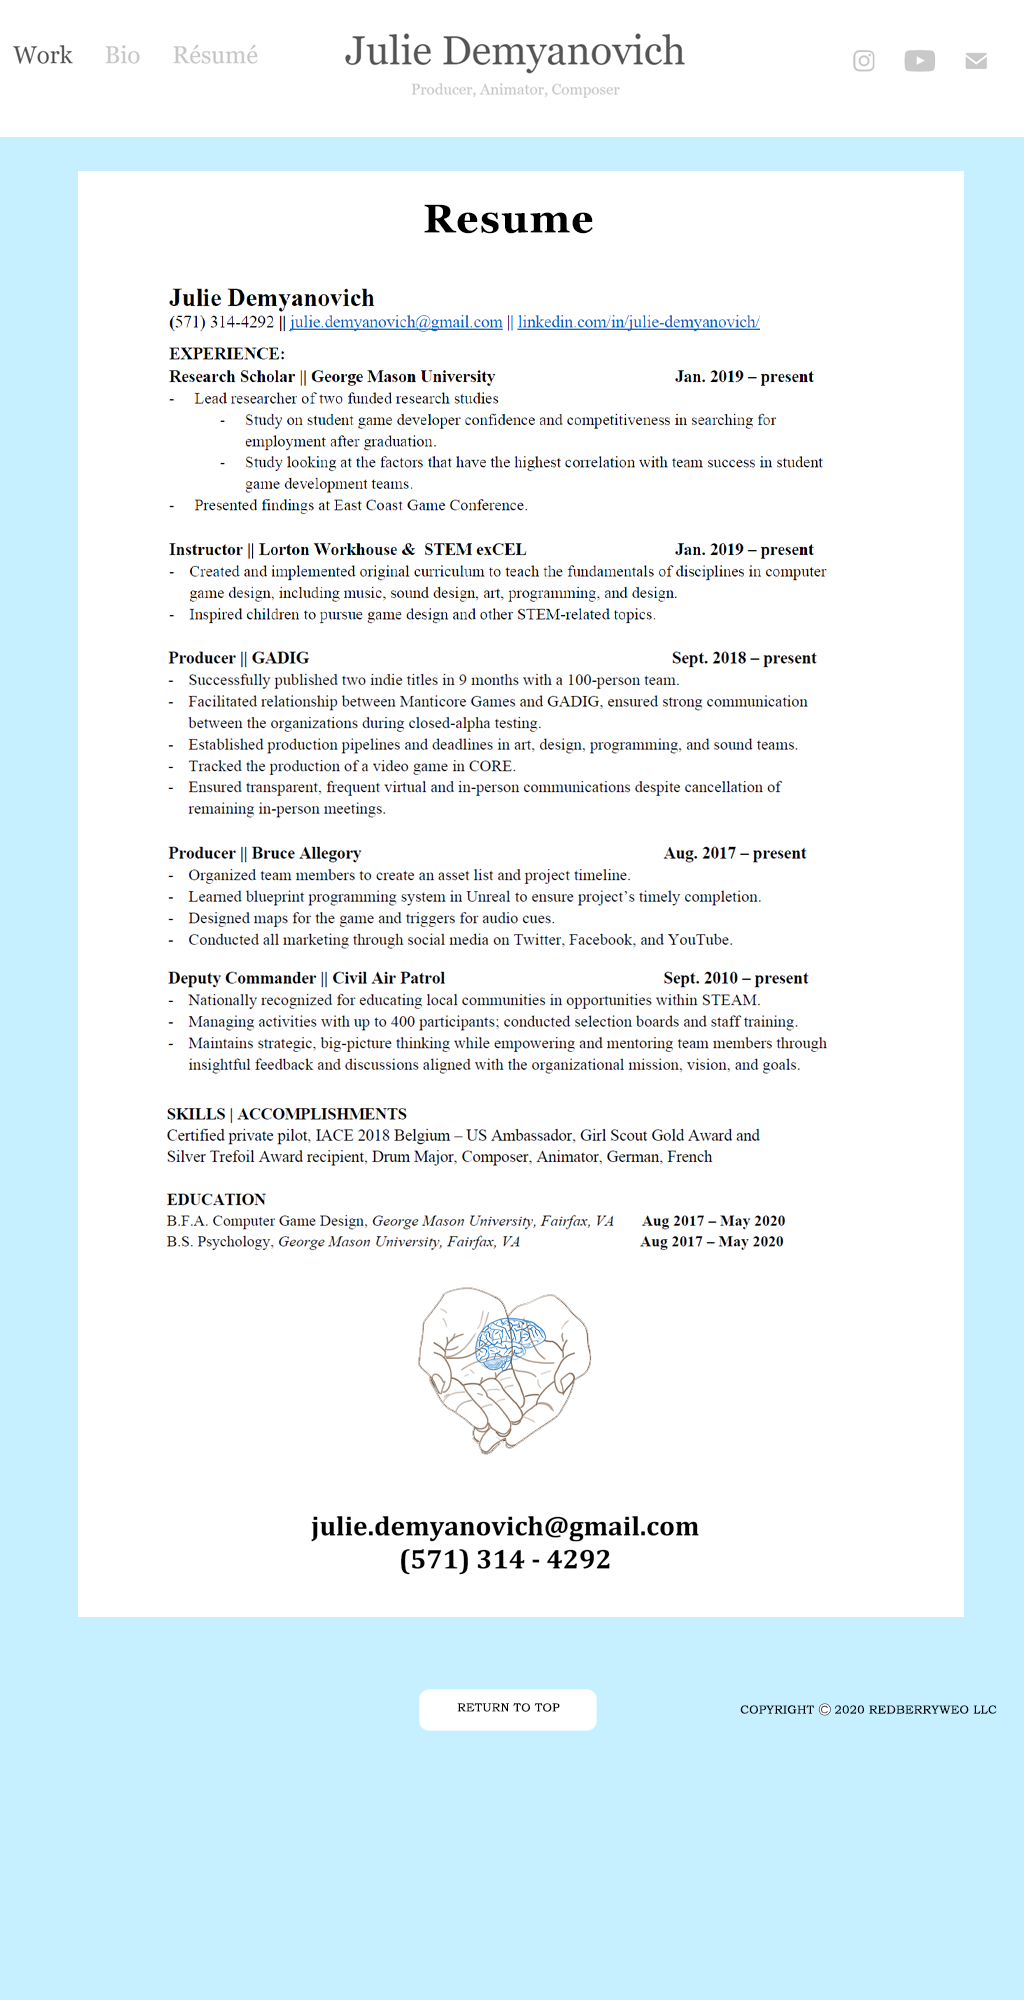 Work Bio Résumé
Julie Demyanovich
Producer, Animator, Composer
Resume
Julie Demyanovich
(571) 314-4292 || julie.demyanovich@gmail.com || linkedin.com/in/julie-demyanovich/
EXPERIENCE:
Research Scholar || George Mason University Jan. 2019 – present
- Lead researcher of two funded research studies
- Study on student game developer confidence and competitiveness in searching for
employment after graduation.
- Study looking at the factors that have the highest correlation with team success in student
game development teams.
- Presented findings at East Coast Game Conference.
Instructor || Lorton Workhouse & STEM exCEL Jan. 2019 – present
- Created and implemented original curriculum to teach the fundamentals of disciplines in computer
game design, including music, sound design, art, programming, and design.
- Inspired children to pursue game design and other STEM-related topics.
Producer || GADIG Sept. 2018 – present
- Successfully published two indie titles in 9 months with a 100-person team.
- Facilitated relationship between Manticore Games and GADIG, ensured strong communication
between the organizations during closed-alpha testing.
- Established production pipelines and deadlines in art, design, programming, and sound teams.
- Tracked the production of a video game in CORE.
- Ensured transparent, frequent virtual and in-person communications despite cancellation of
remaining in-person meetings.
Producer || Bruce Allegory Aug. 2017 – present
- Organized team members to create an asset list and project timeline.
- Learned blueprint programming system in Unreal to ensure project's timely completion.
- Designed maps for the game and triggers for audio cues.
- Conducted all marketing through social media on Twitter, Facebook, and YouTube.
Deputy Commander || Civil Air Patrol Sept. 2010 – present
- Nationally recognized for educating local communities in opportunities within STEAM.
- Managing activities with up to 400 participants; conducted selection boards and staff training.
- Maintains strategic, big-picture thinking while empowering and mentoring team members through
insightful feedback and discussions aligned with the organizational mission, vision, and goals.
SKILLS | ACCOMPLISHMENTS
Certified private pilot, IACE 2018 Belgium – US Ambassador, Girl Scout Gold Award and
Silver Trefoil Award recipient, Drum Major, Composer, Animator, German, French
EDUCATION
B.F.A. Computer Game Design, George Mason University, Fairfax, VA Aug 2017 – May 2020
B.S. Psychology, George Mason University, Fairfax, VA Aug 2017 – May 2020
julie.demyanovich@gmail.com
(571) 314 - 4292
RETURN TO TOP
COPYRIGHT © 2020 REDBERRYWEO LLC